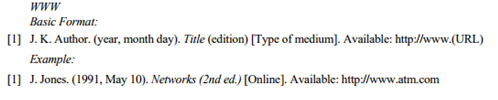 WWW
Basic Format:
[1] J. K. Author. (year, month day). Title (edition) [Type of medium]. Available: http://www.(URL)
Example:
[1] J. Jones. (1991, May 10). Networks (2nd ed.) [Online]. Available: http://www.atm.com